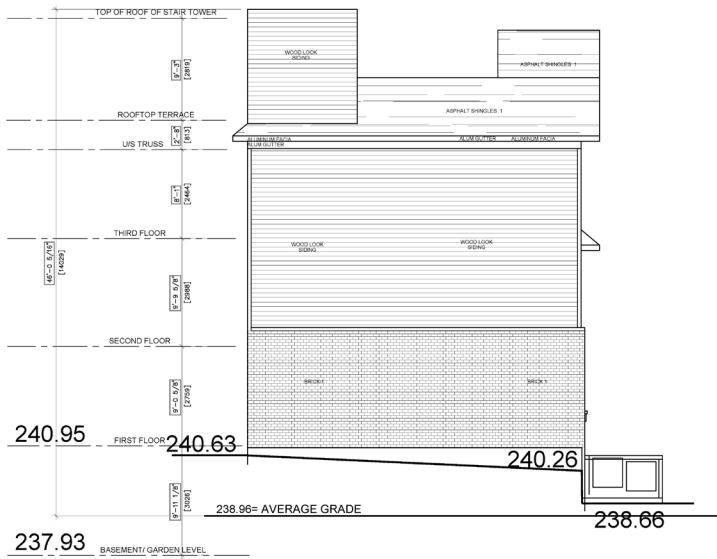 TOP OF ROOF OF STAIR TOWER
WOOD LOOK
SIDING
9'-3"
[2819]
ASPHALT SHINGLES 1
ASPHALT SHINGLES 1
ROOFTOP TERRACE
2'-8"
[813]
ALUMINUM FACIA
ALUM GUTTER
ALUM GUTTER
ALUMINUM FACIA
U/S TRUSS
8'-1"
[2464]
THIRD FLOOR
WOOD LOOK
SIDING
WOOD LOOK
SIDING
46'-0 5/16"
[14029]
9'-9 5/8"
[2988]
SECOND FLOOR
9'-0 5/8"
[2759]
BRICK 1
BRICK 1
240.95
FIRST FLOOR
240.63
240.26
9'-11 1/8"
[3026]
238.96= AVERAGE GRADE
238.66
237.93
BASEMENT/ GARDEN LEVEL